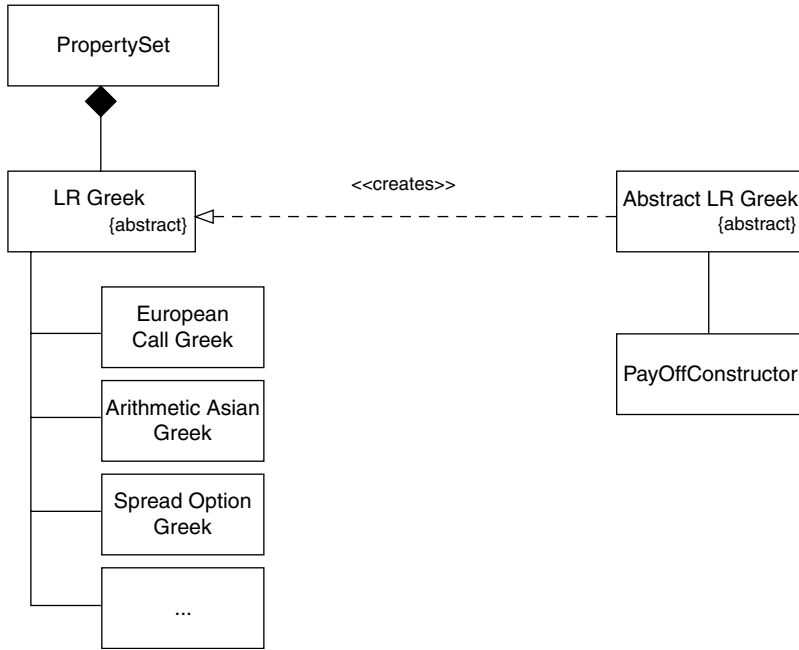 PropertySet
LR Greek
{abstract}
<<creates>>
Abstract LR Greek
{abstract}
European
Call Greek
PayOffConstructor
Arithmetic Asian
Greek
Spread Option
Greek
...